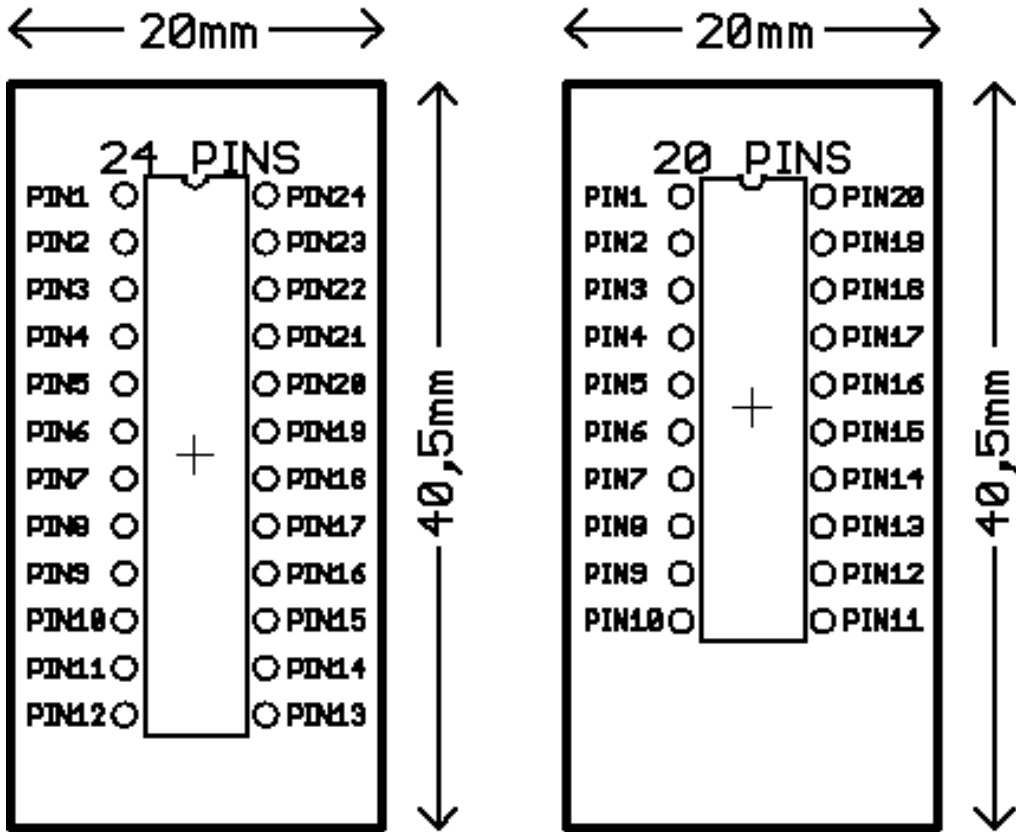 20mm
24 PINS
PIN1 PIN24
PIN2 PIN23
PIN3 PIN22
PIN4 PIN21
PIN5 PIN20
PIN6 PIN19
PIN7 PIN18
PIN8 PIN17
PIN9 PIN16
PIN10 PIN15
PIN11 PIN14
PIN12 PIN13
40,5mm
20mm
20 PINS
PIN1 PIN20
PIN2 PIN19
PIN3 PIN18
PIN4 PIN17
PIN5 PIN16
PIN6 PIN15
PIN7 PIN14
PIN8 PIN13
PIN9 PIN12
PIN10 PIN11
40,5mm